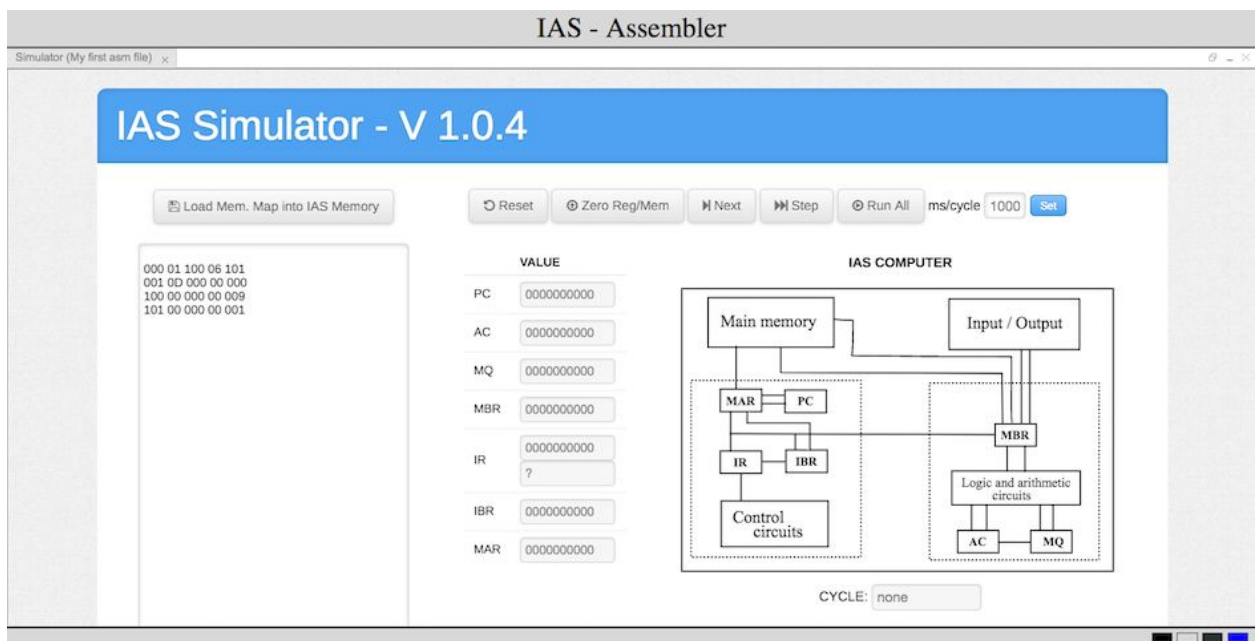 IAS - Assembler
Simulator (My first asm file) ×
IAS Simulator - V 1.0.4
Load Mem. Map into IAS Memory
Reset Zero Reg/Mem Next Step Run All ms/cycle 1000 Set
000 01 100 06 101
001 0D 000 00 000
100 00 000 00 009
101 00 000 00 001
VALUE
PC 0000000000
AC 0000000000
MQ 0000000000
MBR 0000000000
IR 0000000000
?
IBR 0000000000
MAR 0000000000
IAS COMPUTER
Main memory
Input / Output
MAR PC
MBR
IR IBR
Logic and arithmetic
circuits
Control
circuits
AC MQ
CYCLE: none